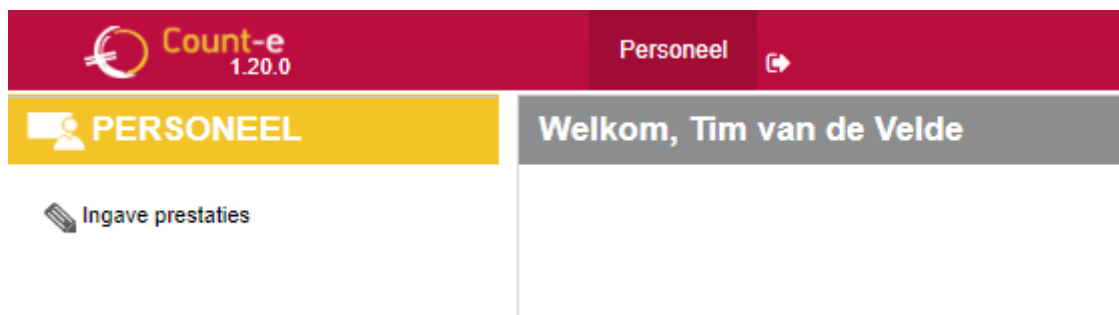 Count-e
1.20.0
Personeel
PERSONEEL
Welkom, Tim van de Velde
Ingave prestaties